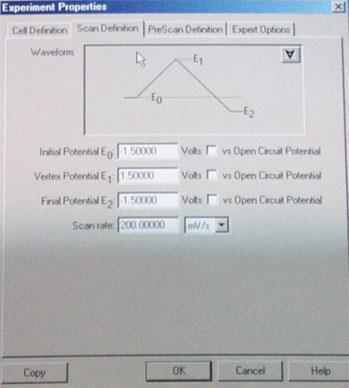 Experiment Properties
Cell Definition Scan Definition PreScan Definition Expert Options
Waveform
E1
E0
E2
Initial Potential E0: -1.50000 Volts vs Open Circuit Potential
Vertex Potential E1: 1.50000 Volts vs Open Circuit Potential
Final Potential E2: -1.50000 Volts vs Open Circuit Potential
Scan rate: 200.00000 mV/s
Copy OK Cancel Help